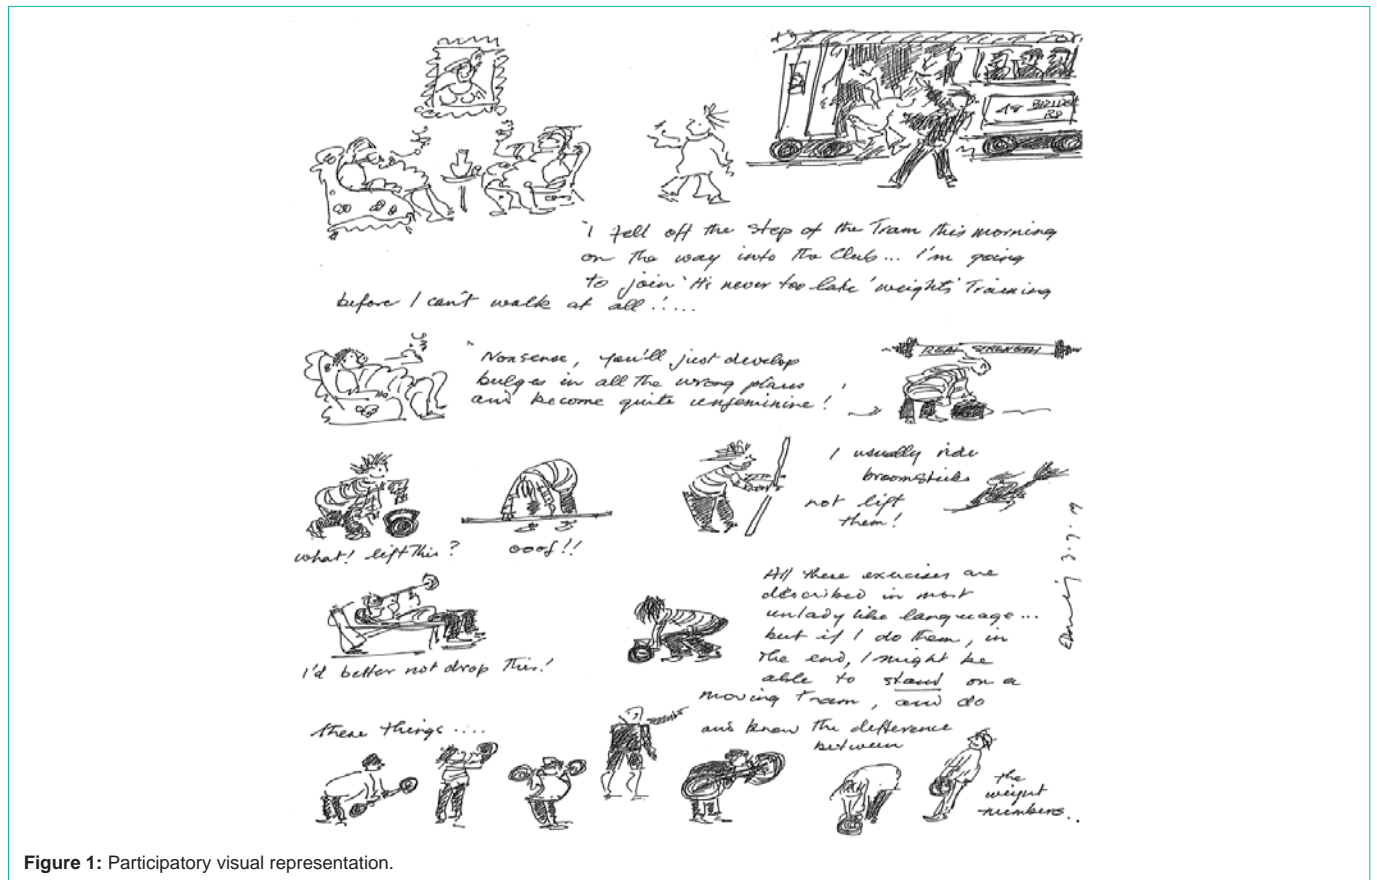 48
"I fell off the step of the Tram this morning
on the way into the Club... I'm going
to join 'It's never too late' weights Training
before I can't walk at all!....
"Nonsense, you'll just develop
bulges in all the wrong places
and become quite unfeminine!
REAL STRENGTH
I usually ride
broomsticks
not lift
them!
what! lift this?
ooof!!
All these exercises are
described in most
unlady like language...
but if I do them, in
the end, I might be
able to stand on a
moving Tram, and do
I'd better not drop this!
these things....
and know the difference
between
the
weight
numbers..
Figure 1: Participatory visual representation.